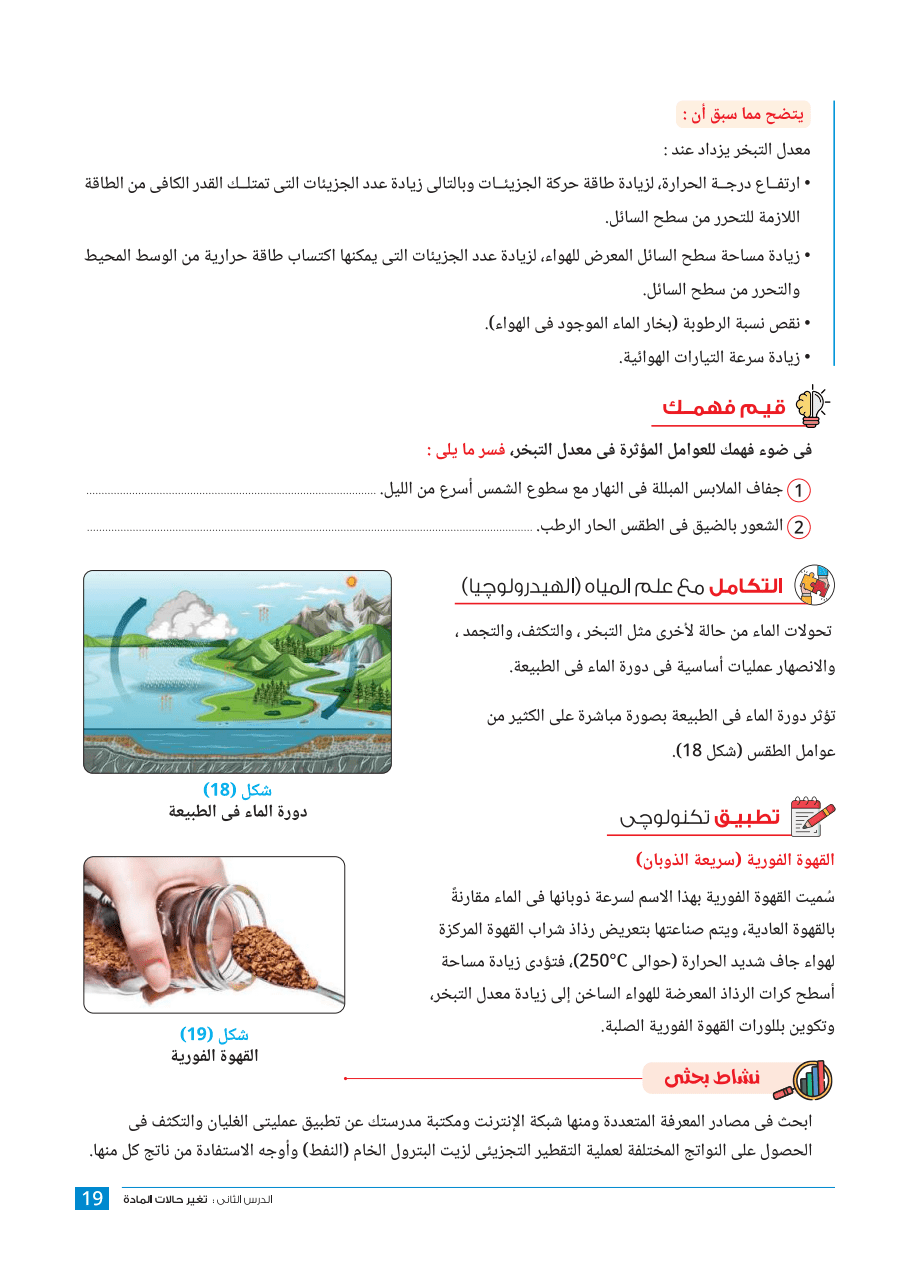 يتضح مما سبق أن :
معدل التبخر يزداد عند :
• ارتفــاع درجــة الحرارة، لزيادة طاقة حركة الجزيئــات وبالتالى زيادة عدد الجزيئات التى تمتلــك القدر الكافى من الطاقة
اللازمة للتحرر من سطح السائل.
• زيادة مساحة سطح السائل المعرض للهواء، لزيادة عدد الجزيئات التى يمكنها اكتساب طاقة حرارية من الوسط المحيط
والتحرر من سطح السائل.
• نقص نسبة الرطوبة (بخار الماء الموجود فى الهواء).
• زيادة سرعة التيارات الهوائية.
قيـم فهمــك
فى ضوء فهمك للعوامل المؤثرة فى معدل التبخر، فسر ما يلى :
1 جفاف الملابس المبللة فى النهار مع سطوع الشمس أسرع من الليل.
2 الشعور بالضيق فى الطقس الحار الرطب.
التكامل مع علم المياه (الهيدرولوچيا)
تحولات الماء من حالة لأخرى مثل التبخر ، والتكثف، والتجمد ،
والانصهار عمليات أساسية فى دورة الماء فى الطبيعة.
تؤثر دورة الماء فى الطبيعة بصورة مباشرة على الكثير من
عوامل الطقس (شكل 18).
شكل (18)
دورة الماء فى الطبيعة
تطبيـق تكنولوچى
القهوة الفورية (سريعة الذوبان)
سُميت القهوة الفورية بهذا الاسم لسرعة ذوبانها فى الماء مقارنةً
بالقهوة العادية، ويتم صناعتها بتعريض رذاذ شراب القهوة المركزة
لهواء جاف شديد الحرارة (حوالى 250°C)، فتؤدى زيادة مساحة
أسطح كرات الرذاذ المعرضة للهواء الساخن إلى زيادة معدل التبخر،
وتكوين بللورات القهوة الفورية الصلبة.
شكل (19)
القهوة الفورية
نشاط بحثى
ابحث فى مصادر المعرفة المتعددة ومنها شبكة الإنترنت ومكتبة مدرستك عن تطبيق عمليتى الغليان والتكثف فى
الحصول على النواتج المختلفة لعملية التقطير التجزيئى لزيت البترول الخام (النفط) وأوجه الاستفادة من ناتج كل منها.
الدرس الثانى : تغير حالات المادة
19